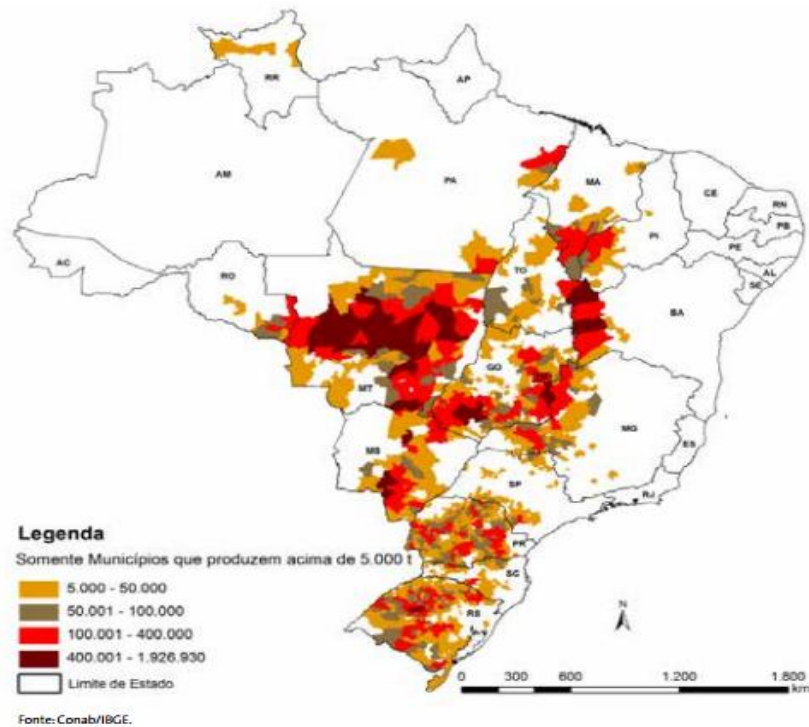 RR
AP
AM
PA
MA
CE
RN
PB
PI
PE
AC
AL
SE
RO
TO
BA
MT
GO
MG
MS
ES
SP
RJ
PR
SC
RS
Legenda
Somente Municípios que produzem acima de 5.000 t
5.000 - 50.000
50.001 - 100.000
100.001 - 400.000
400.001 - 1.926.930
Limite de Estado
N
0 300 600 1.200 1.800
km
Fonte: Conab/IBGE.